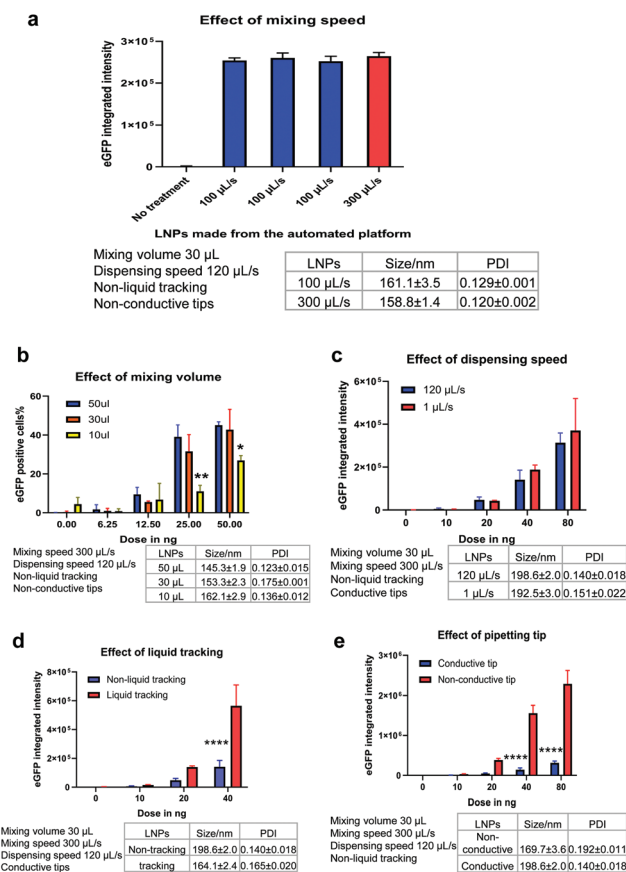 a
Effect of mixing speed
eGFP integrated intensity
3×10⁵
2×10⁵
1×10⁵
0
No treatment
100 μL/s
100 μL/s
100 μL/s
300 μL/s
LNPs made from the automated platform
Mixing volume 30 μL
Dispensing speed 120 μL/s
Non-liquid tracking
Non-conductive tips
LNPs Size/nm PDI
100 μL/s 161.1±3.5 0.129±0.001
300 μL/s 158.8±1.4 0.120±0.002
b
Effect of mixing volume
eGFP positive cells%
60
40
20
0
50ul
30ul
10ul
**
*
0.00 6.25 12.50 25.00 50.00
Dose in ng
Mixing speed 300 μL/s
Dispensing speed 120 μL/s
Non-liquid tracking
Non-conductive tips
LNPs Size/nm PDI
50 μL 145.3±1.9 0.123±0.015
30 μL 153.3±2.3 0.175±0.001
10 μL 162.1±2.9 0.136±0.012
c
Effect of dispensing speed
eGFP integrated intensity
6×10⁵
4×10⁵
2×10⁵
0
120 μL/s
1 μL/s
0 10 20 40 80
Dose in ng
Mixing volume 30 μL
Mixing speed 300 μL/s
Non-liquid tracking
Conductive tips
LNPs Size/nm PDI
120 μL/s 198.6±2.0 0.140±0.018
1 μL/s 192.5±3.0 0.151±0.022
d
Effect of liquid tracking
eGFP integrated intensity
8×10⁵
6×10⁵
4×10⁵
2×10⁵
0
Non-liquid tracking
Liquid tracking
****
0 10 20 40
Dose in ng
Mixing volume 30 μL
Mixing speed 300 μL/s
Dispensing speed 120 μL/s
Conductive tips
LNPs Size/nm PDI
Non-tracking 198.6±2.0 0.140±0.018
tracking 164.1±2.4 0.165±0.020
e
Effect of pipetting tip
eGFP integrated intensity
3×10⁶
2×10⁶
1×10⁶
0
Conductive tip
Non-conductive tip
****
****
0 10 20 40 80
Dose in ng
Mixing volume 30 μL
Mixing speed 300 μL/s
Dispensing speed 120 μL/s
Non-liquid tracking
LNPs Size/nm PDI
Non-
conductive 169.7±3.6 0.192±0.011
Conductive 198.6±2.0 0.140±0.018